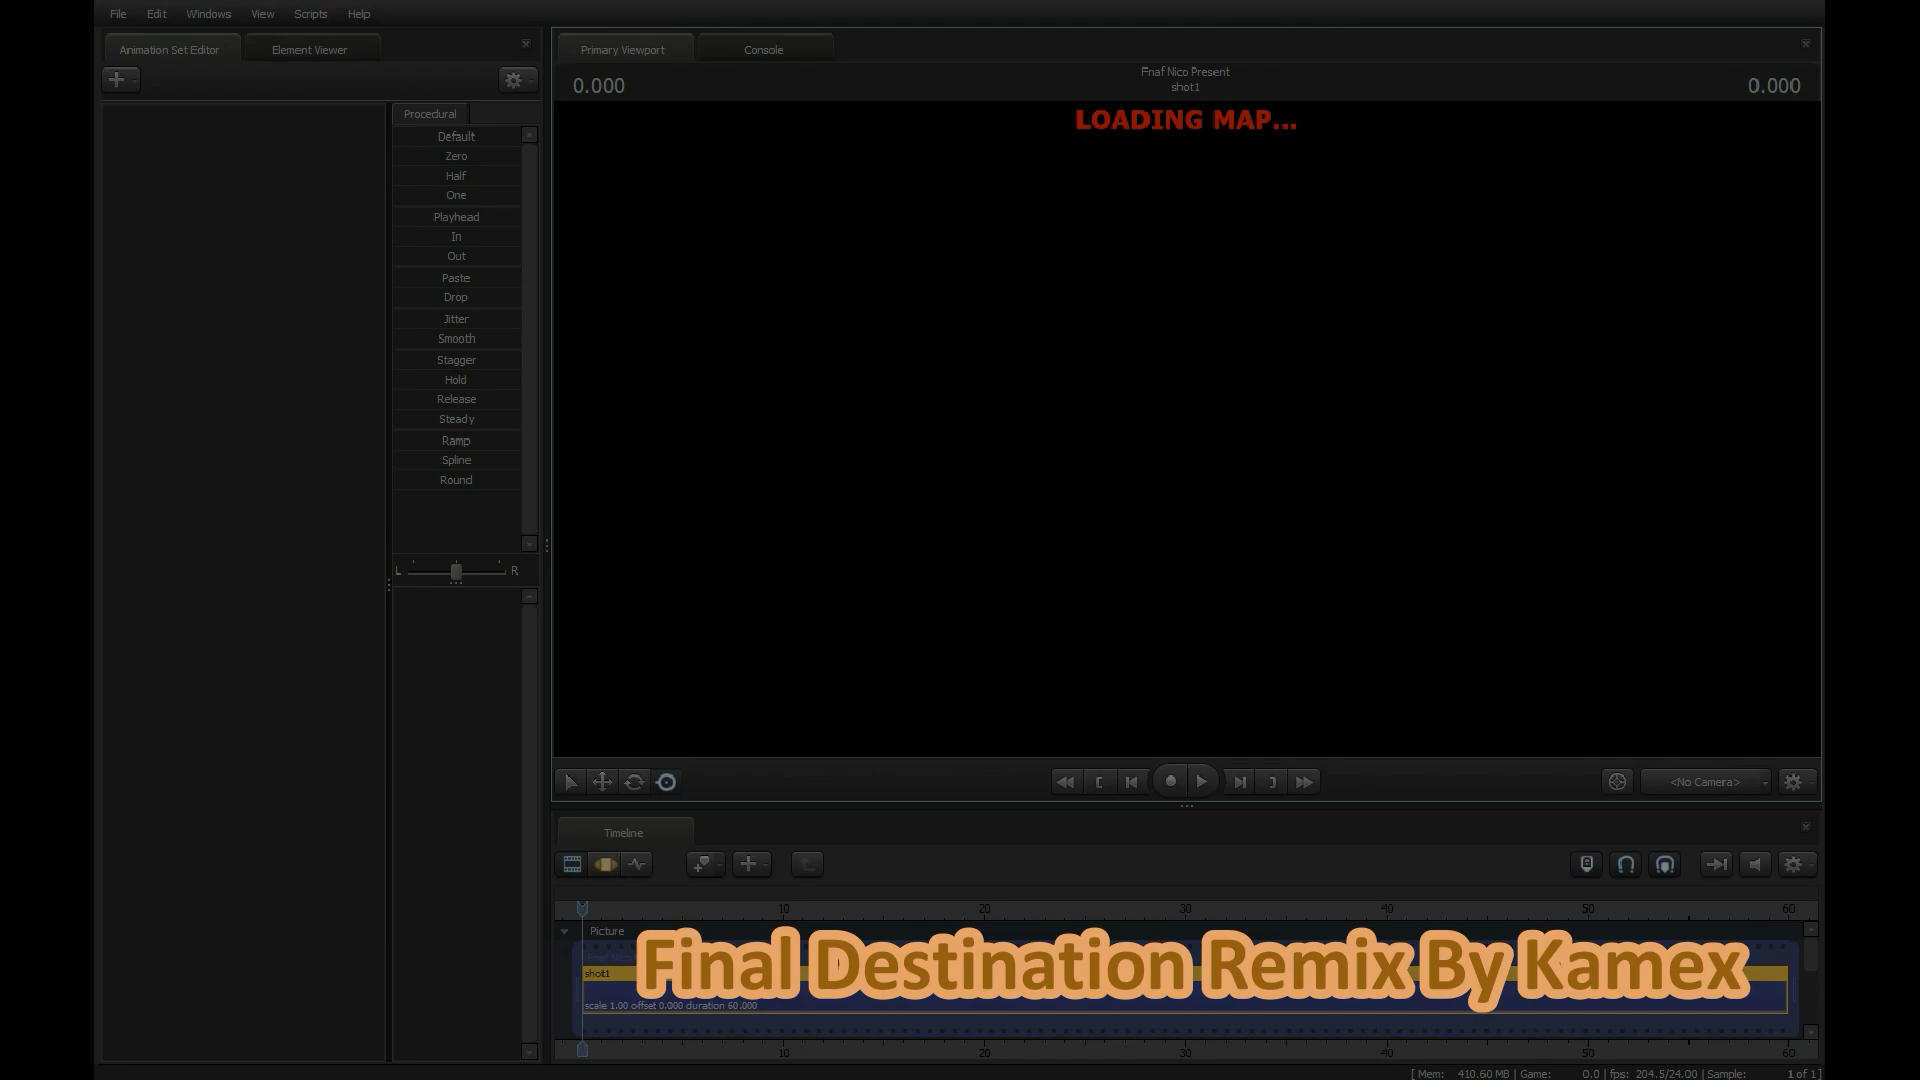 File Edit Windows View Scripts Help
Animation Set Editor Element Viewer
Primary Viewport Console
0.000
Fnaf Nico Present
shot1
0.000
LOADING MAP...
Procedural
Default
Zero
Half
One
Playhead
In
Out
Paste
Drop
Jitter
Smooth
Stagger
Hold
Release
Steady
Ramp
Spline
Round
L R
<No Camera>
Timeline
10 20 30 40 50 60
Picture
shot1
Final Destination Remix By Kamex
scale 1.00 offset 0.000 duration 60.000
10 20 30 40 50 60
[ Mem: 410.60 MB | Game: 0.0 | fps: 204.5/24.00 | Sample: 1 of 1 ]